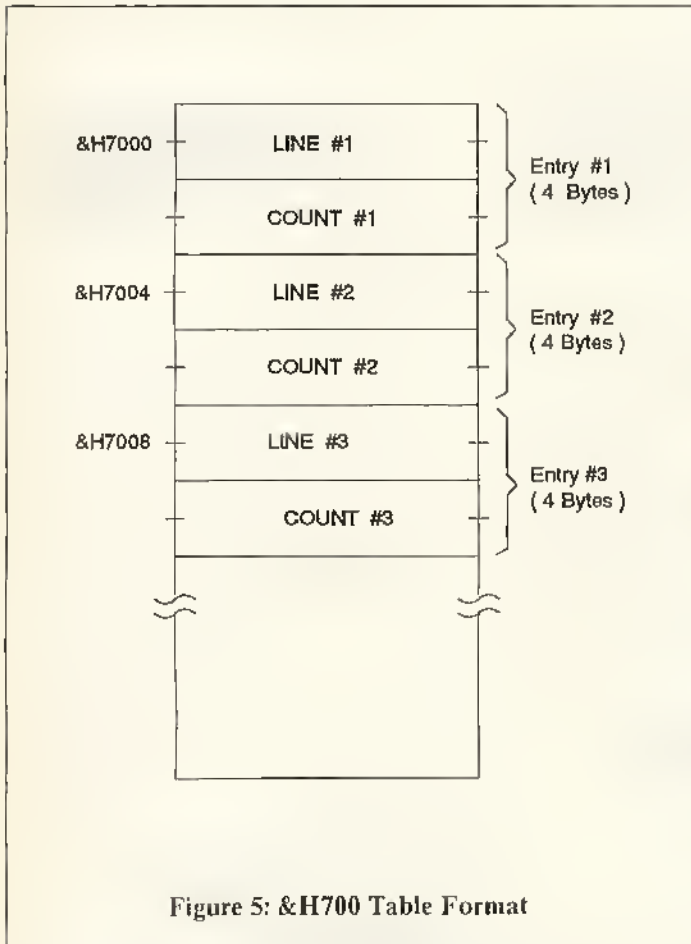 &H7000
LINE #1
COUNT #1
Entry #1
( 4 Bytes )
&H7004
LINE #2
COUNT #2
Entry #2
( 4 Bytes )
&H7008
LINE #3
COUNT #3
Entry #3
( 4 Bytes )
Figure 5: &H700 Table Format